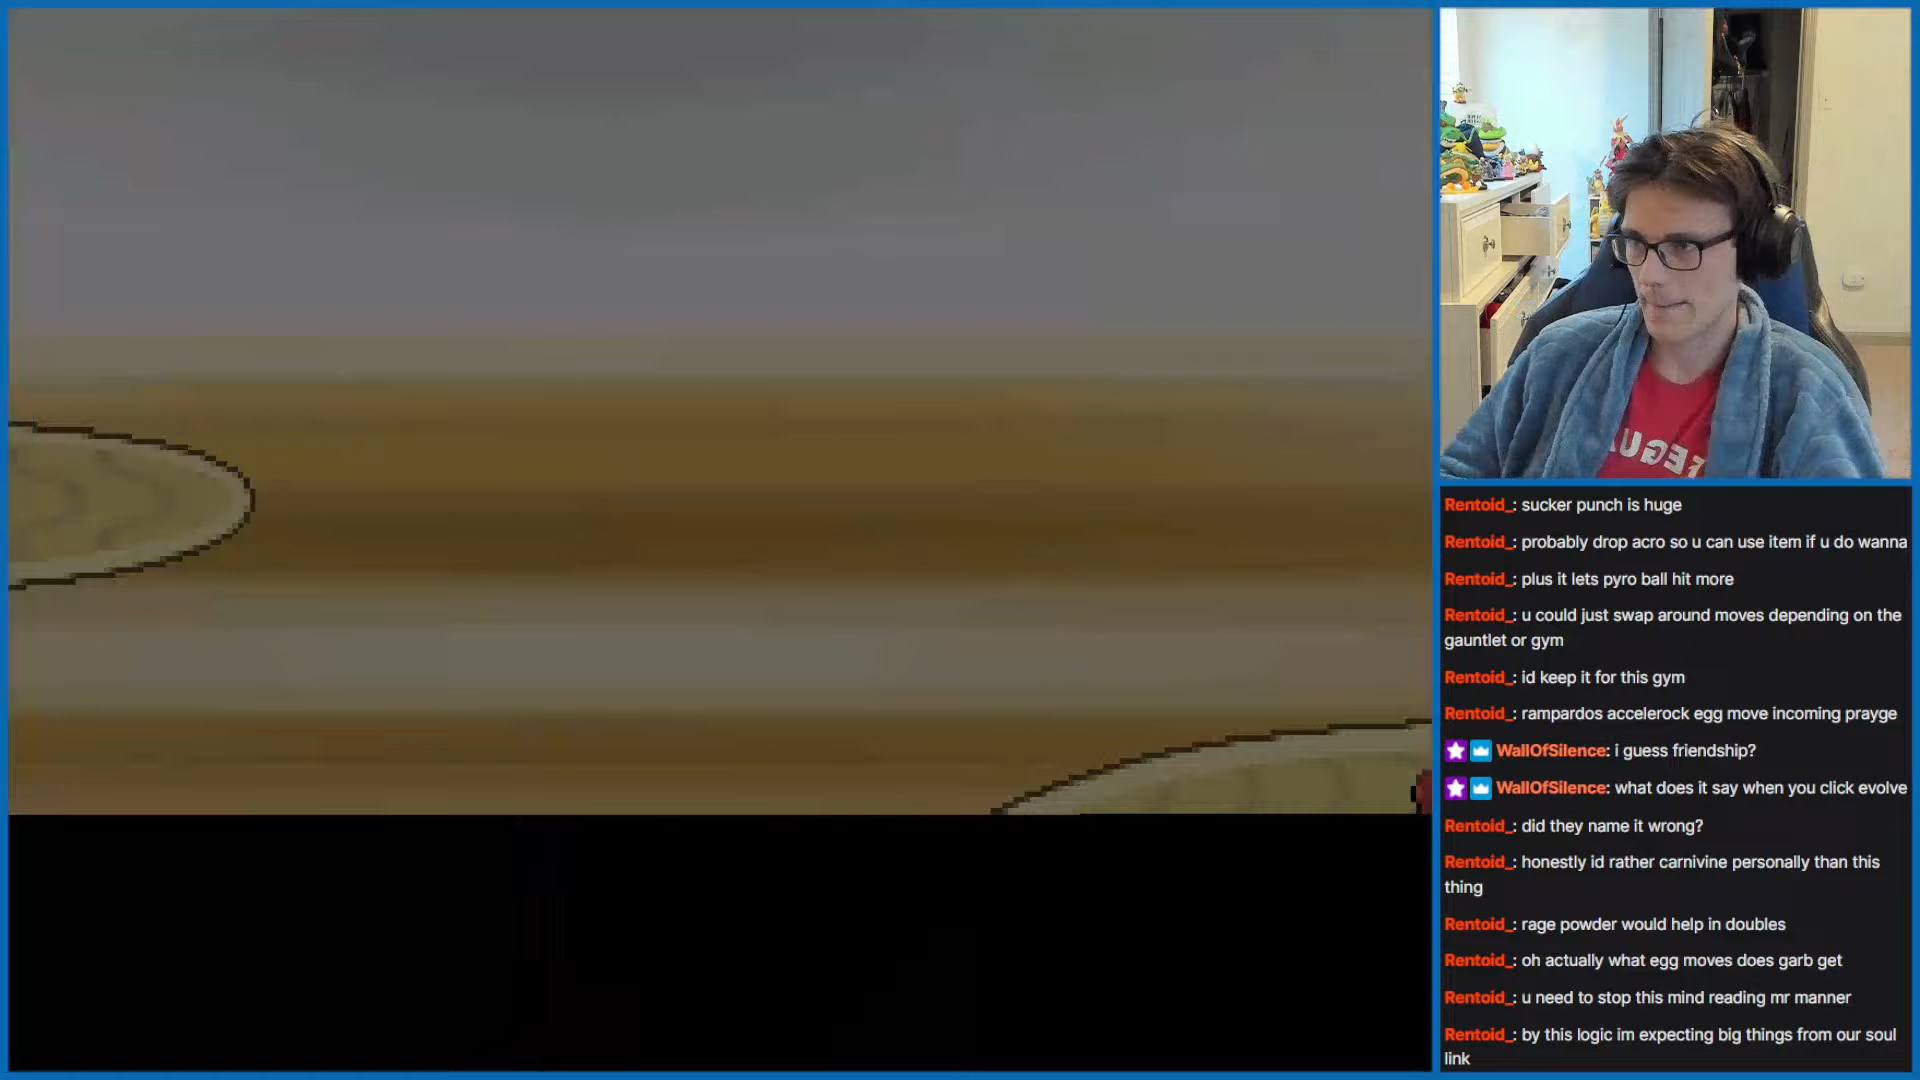 Rentoid_: sucker punch is huge
Rentoid_: probably drop acro so u can use item if u do wanna
Rentoid_: plus it lets pyro ball hit more
Rentoid_: u could just swap around moves depending on the
gauntlet or gym
Rentoid_: id keep it for this gym
Rentoid_: rampardos accelerock egg move incoming prayge
WallOfSilence: i guess friendship?
WallOfSilence: what does it say when you click evolve
Rentoid_: did they name it wrong?
Rentoid_: honestly id rather carnivine personally than this
thing
Rentoid_: rage powder would help in doubles
Rentoid_: oh actually what egg moves does garb get
Rentoid_: u need to stop this mind reading mr manner
Rentoid_: by this logic im expecting big things from our soul
link